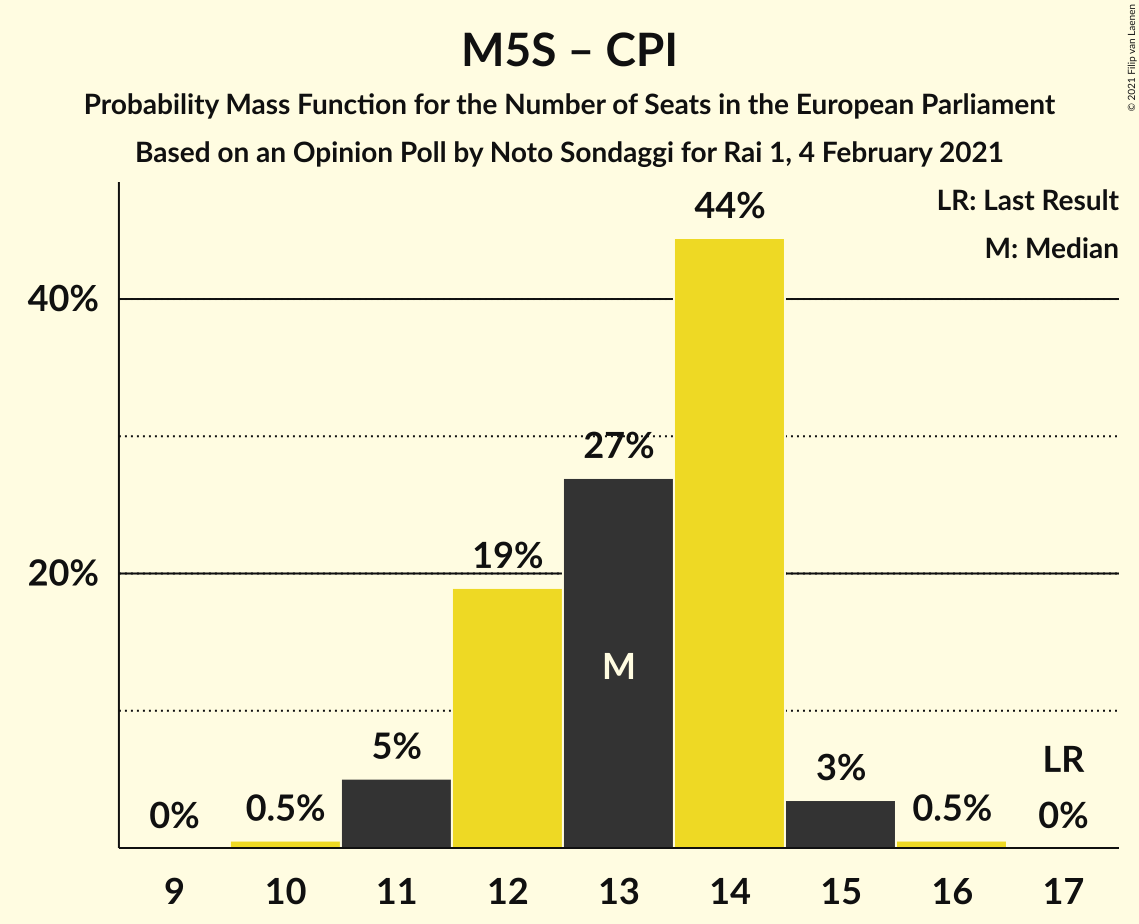 © 2021 Filip van Laenen
M5S – CPI
Probability Mass Function for the Number of Seats in the European Parliament
Based on an Opinion Poll by Noto Sondaggi for Rai 1, 4 February 2021
LR: Last Result
M: Median
44%
40%
27%
19%
20%
M
5%
3%
LR
0%
0.5%
0.5%
0%
9 10 11 12 13 14 15 16 17